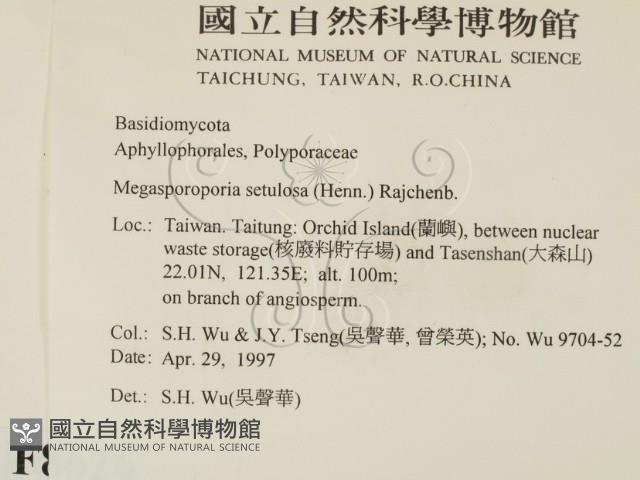 國立自然科學博物館
NATIONAL MUSEUM OF NATURAL SCIENCE
TAICHUNG, TAIWAN, R.O.CHINA
Basidiomycota
Aphyllophorales, Polyporaceae
Megasporoporia setulosa (Henn.) Rajchenb.
Loc.: Taiwan. Taitung: Orchid Island(蘭嶼), between nuclear
waste storage(核廢料貯存場) and Tasenshan(大森山)
22.01N, 121.35E; alt. 100m;
on branch of angiosperm.
Col.: S.H. Wu & J.Y. Tseng(吳聲華, 曾榮英); No. Wu 9704-52
Date: Apr. 29, 1997
Det.: S.H. Wu(吳聲華)
國立自然科學博物館
NATIONAL MUSEUM OF NATURAL SCIENCE